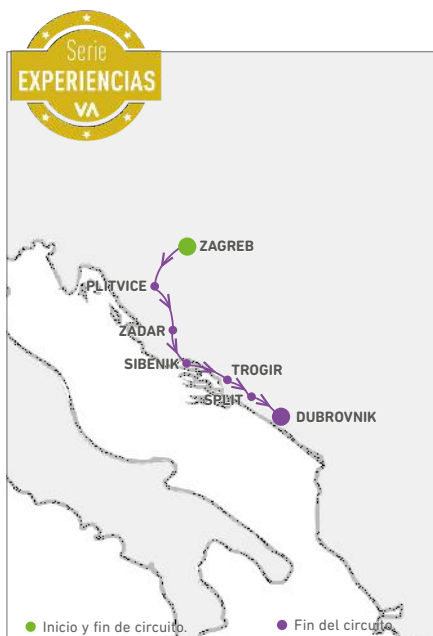 Serie
EXPERIENCIAS
VA
ZAGREB
PLITVICE
ZADAR
SIBENIK
TROGIR
SPLIT
DUBROVNIK
Inicio y fin de circuito.
Fin del circuito.